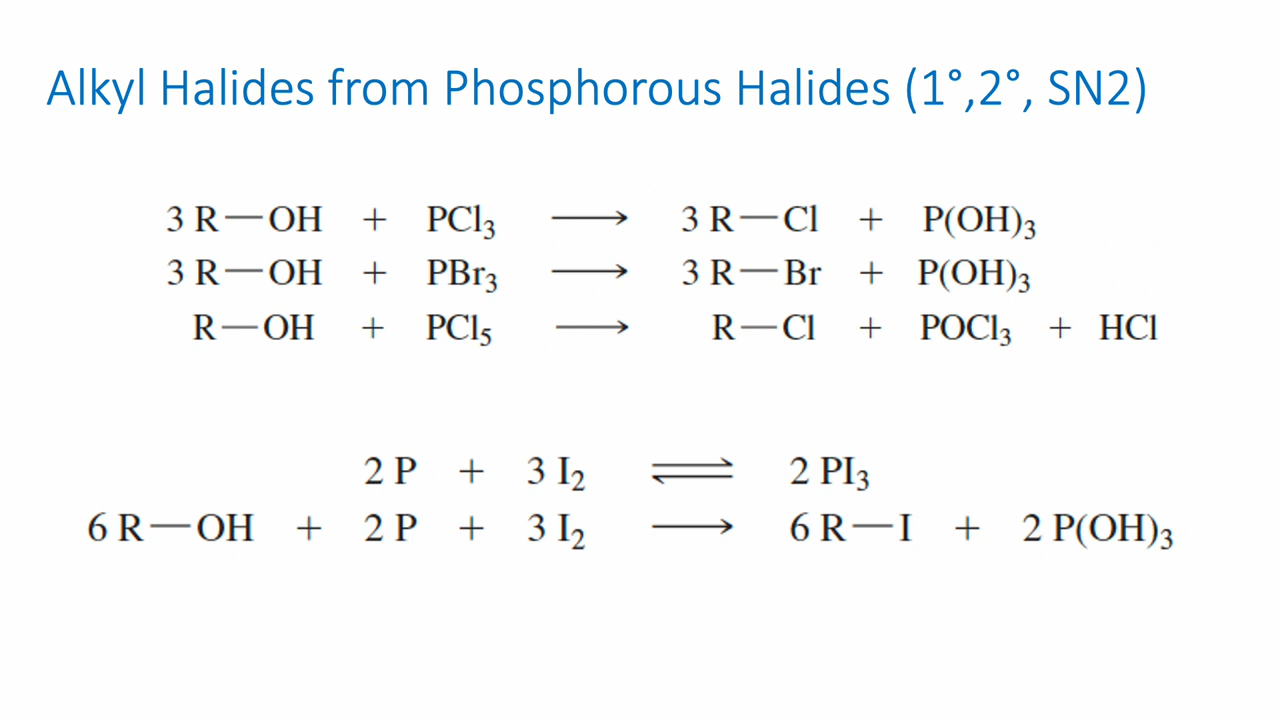 Alkyl Halides from Phosphorous Halides (1°,2°, SN2)
3 R—OH + PCl₃ ⟶ 3 R—Cl + P(OH)₃
3 R—OH + PBr₃ ⟶ 3 R—Br + P(OH)₃
R—OH + PCl₅ ⟶ R—Cl + POCl₃ + HCl
2 P + 3 I₂ ⇌ 2 PI₃
6 R—OH + 2 P + 3 I₂ ⟶ 6 R—I + 2 P(OH)₃